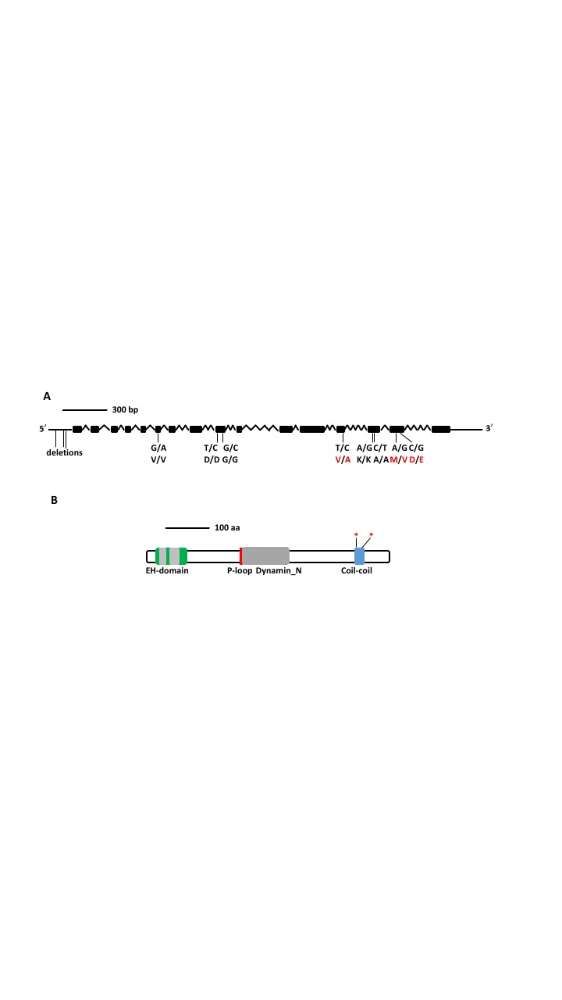 A
300 bp
5′ 3′
deletions
G/A T/C G/C T/C A/G C/T A/G C/G
V/V D/D G/G V/A K/K A/A M/V D/E
B
100 aa
* *
EH-domain P-loop Dynamin_N Coil-coil